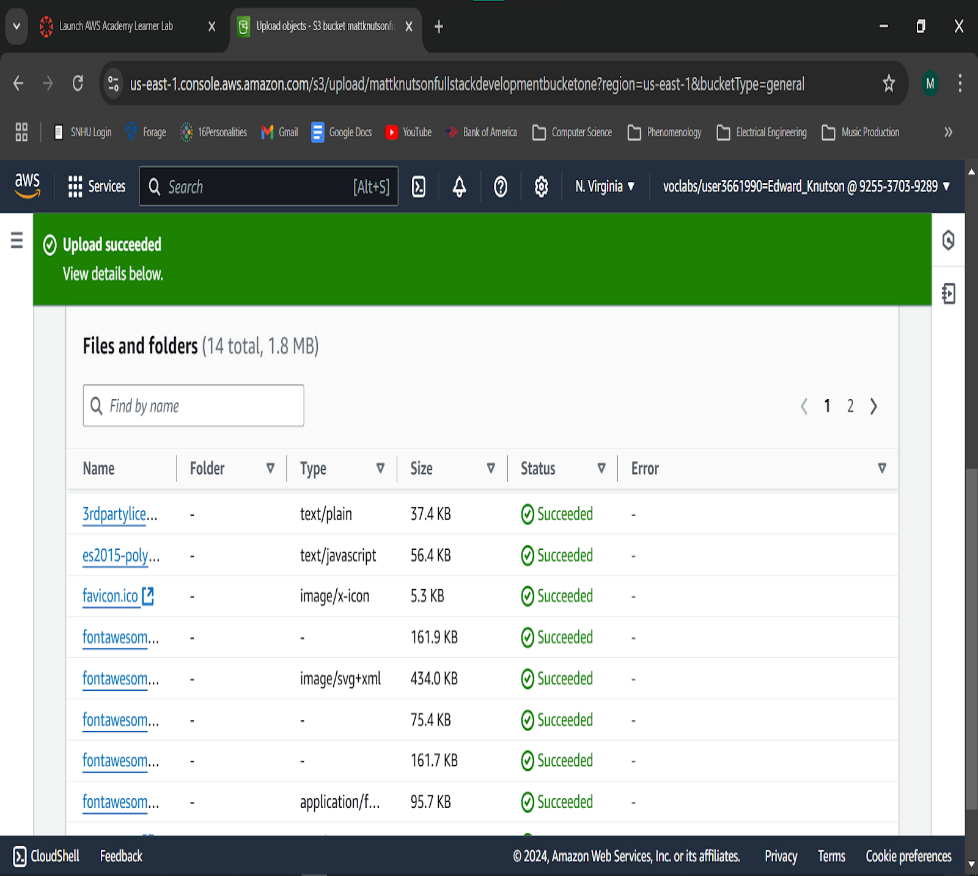 Launch AWS Academy Learner Lab
Upload objects - S3 bucket mattknutsonfu
us-east-1.console.aws.amazon.com/s3/upload/mattknutsonfullstackdevelopmentbucketone?region=us-east-1&bucketType=general
M
SNHU Login Forage 16Personalities Gmail Google Docs YouTube Bank of America Computer Science Phenomenology Electrical Engineering Music Production »
aws Services Search [Alt+S] N. Virginia voclabs/user3661990=Edward_Knutson @ 9255-3703-9289
Upload succeeded
View details below.
Files and folders (14 total, 1.8 MB)
Find by name
1 2
Name Folder Type Size Status Error
3rdpartylice... - text/plain 37.4 KB Succeeded -
es2015-poly... - text/javascript 56.4 KB Succeeded -
favicon.ico - image/x-icon 5.3 KB Succeeded -
fontawesom... - - 161.9 KB Succeeded -
fontawesom... - image/svg+xml 434.0 KB Succeeded -
fontawesom... - - 75.4 KB Succeeded -
fontawesom... - - 161.7 KB Succeeded -
fontawesom... - application/f... 95.7 KB Succeeded -
CloudShell Feedback © 2024, Amazon Web Services, Inc. or its affiliates. Privacy Terms Cookie preferences